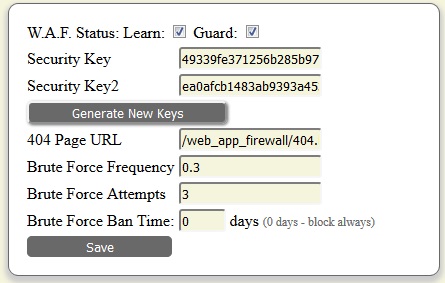 W.A.F. Status: Learn: Guard:
Security Key 49339fe371256b285b97
Security Key2 ea0afcb1483ab9393a45
Generate New Keys
404 Page URL /web_app_firewall/404.
Brute Force Frequency 0.3
Brute Force Attempts 3
Brute Force Ban Time: 0 days (0 days - block always)
Save